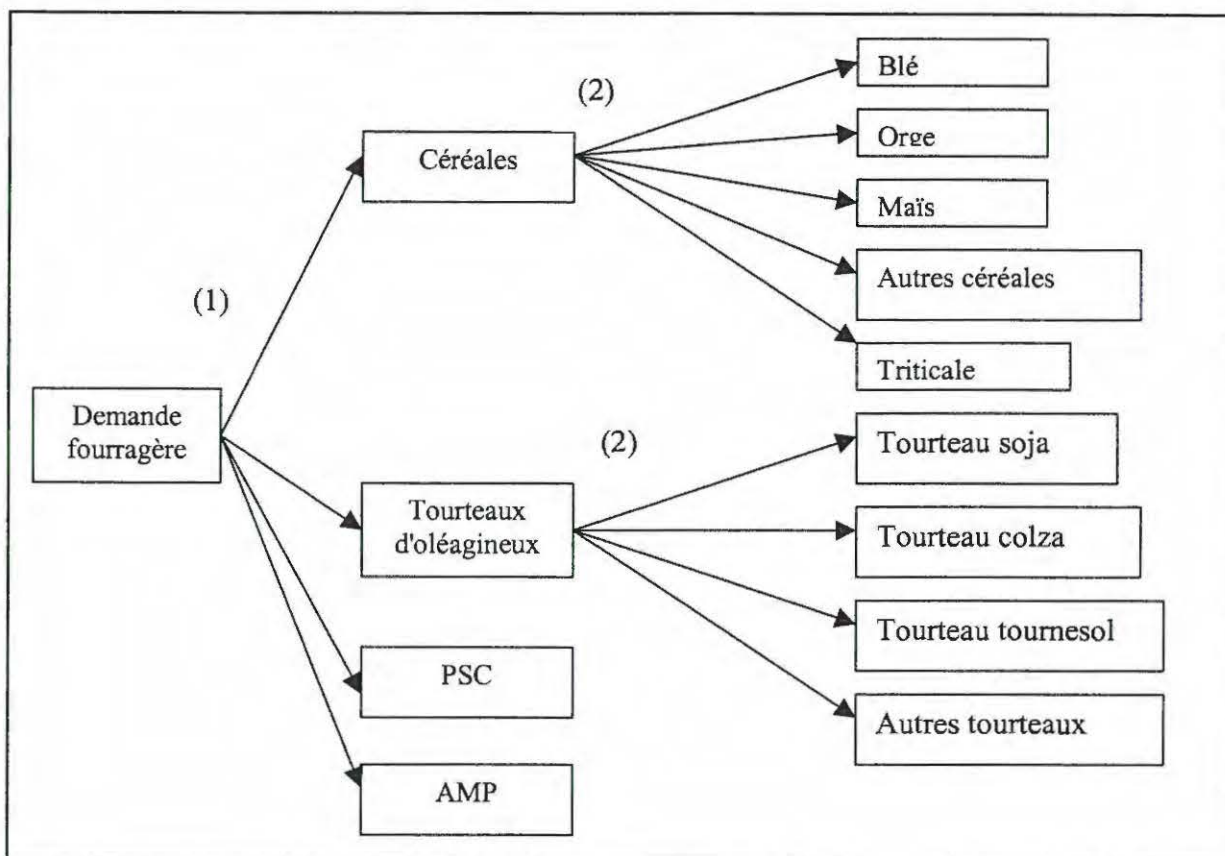 (1)
Demande
fourragère
(2)
Céréales
Blé
Orge
Maïs
Autres céréales
Triticale
(2)
Tourteaux
d'oléagineux
Tourteau soja
Tourteau colza
Tourteau tournesol
Autres tourteaux
PSC
AMP